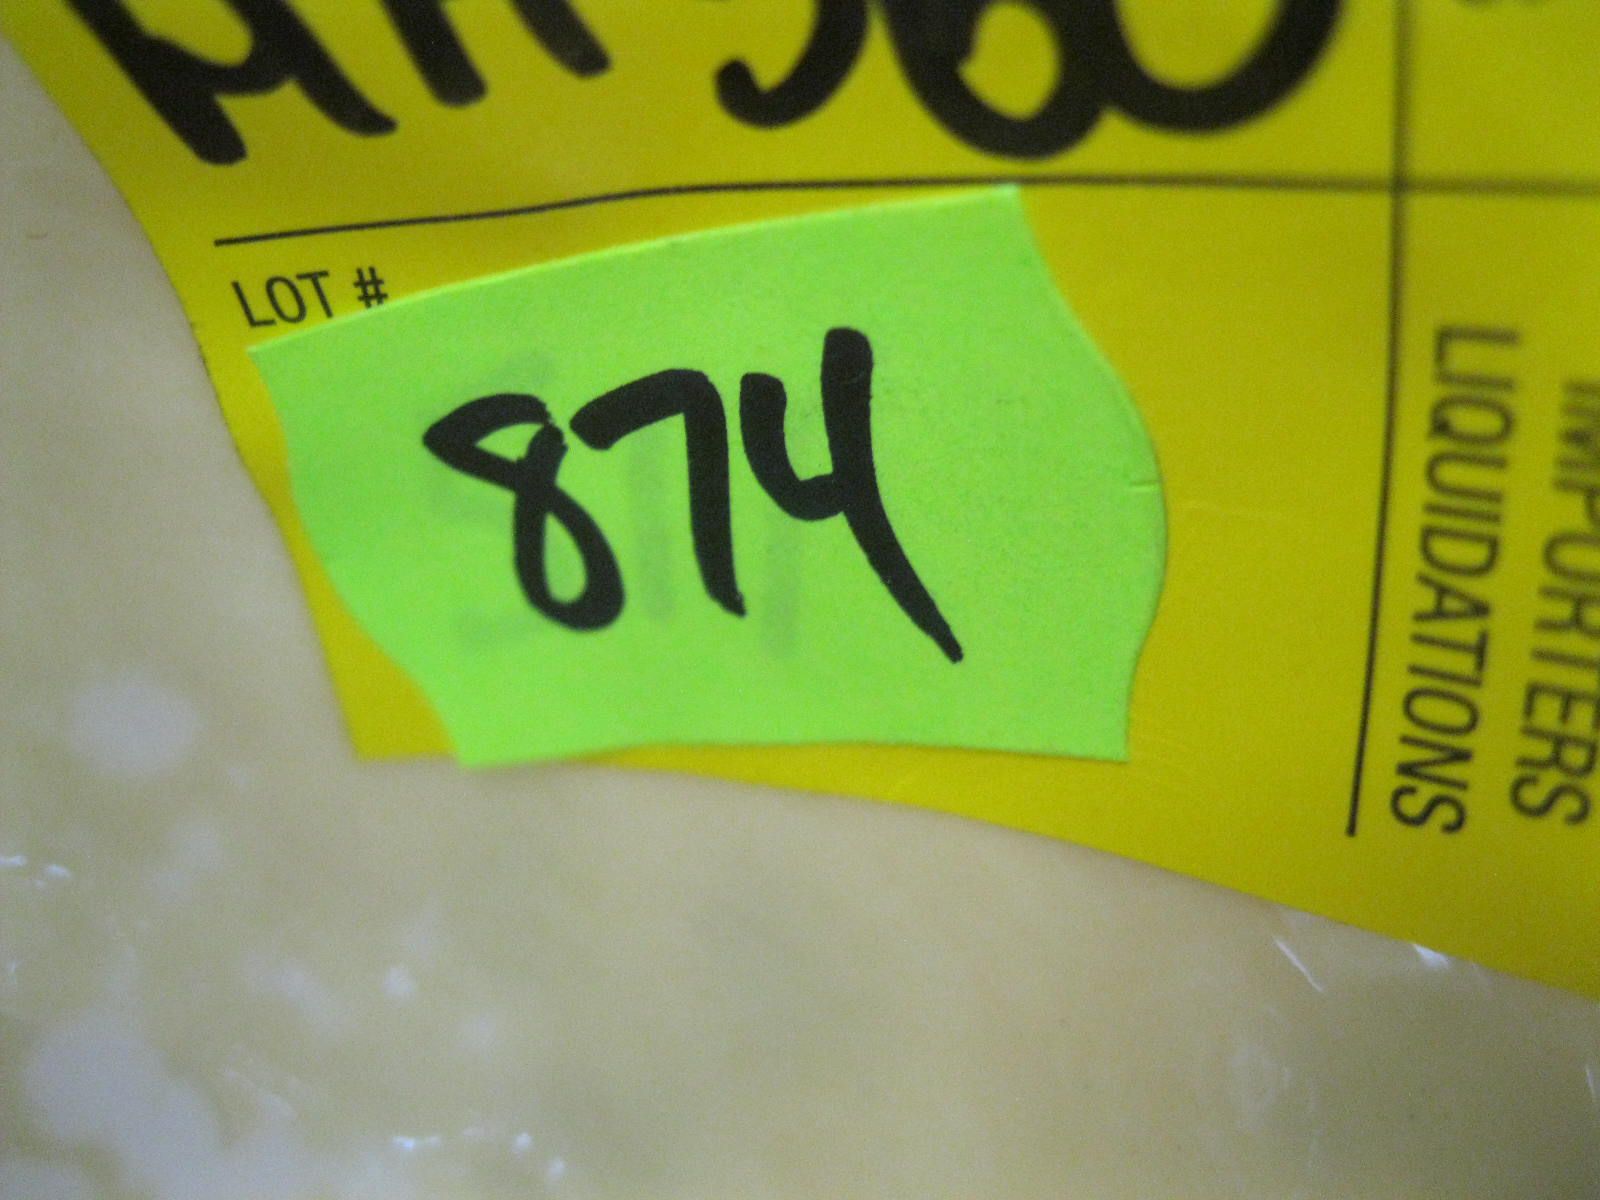 LOT #
874
IMPORTERS
LIQUIDATIONS